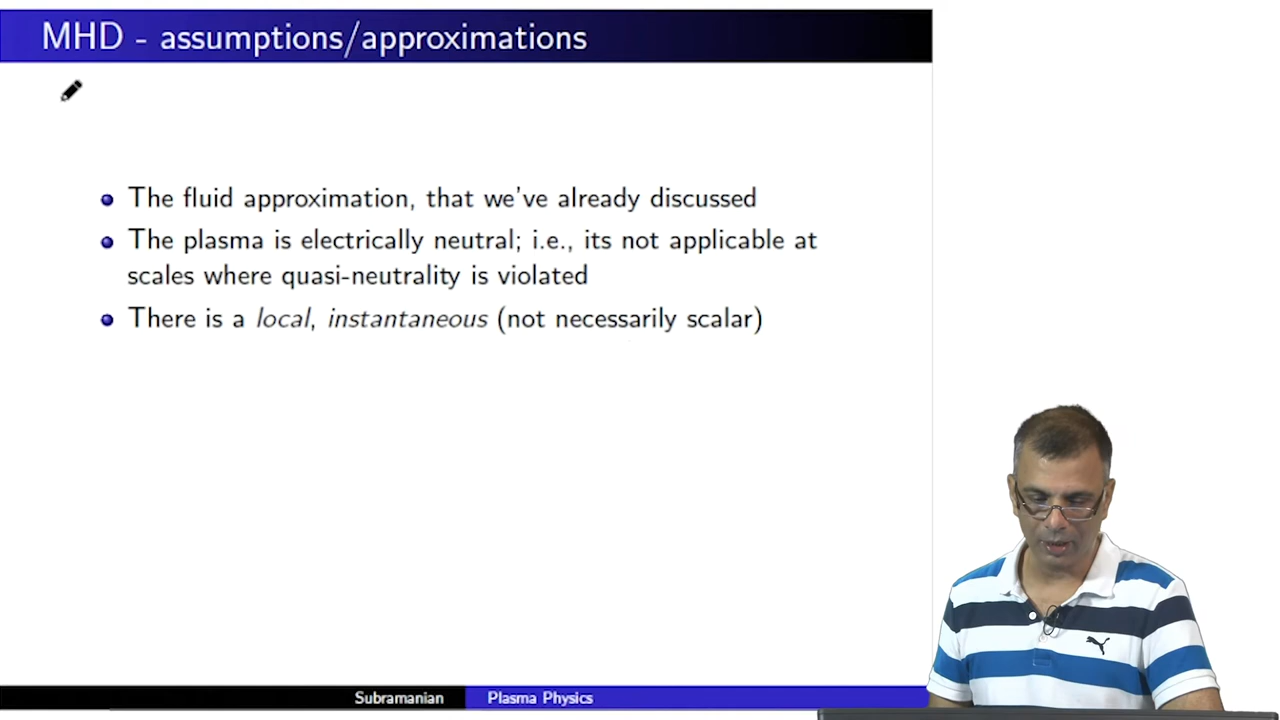 MHD - assumptions/approximations
The fluid approximation, that we've already discussed
The plasma is electrically neutral; i.e., its not applicable at
scales where quasi-neutrality is violated
There is a local, instantaneous (not necessarily scalar)
Subramanian Plasma Physics